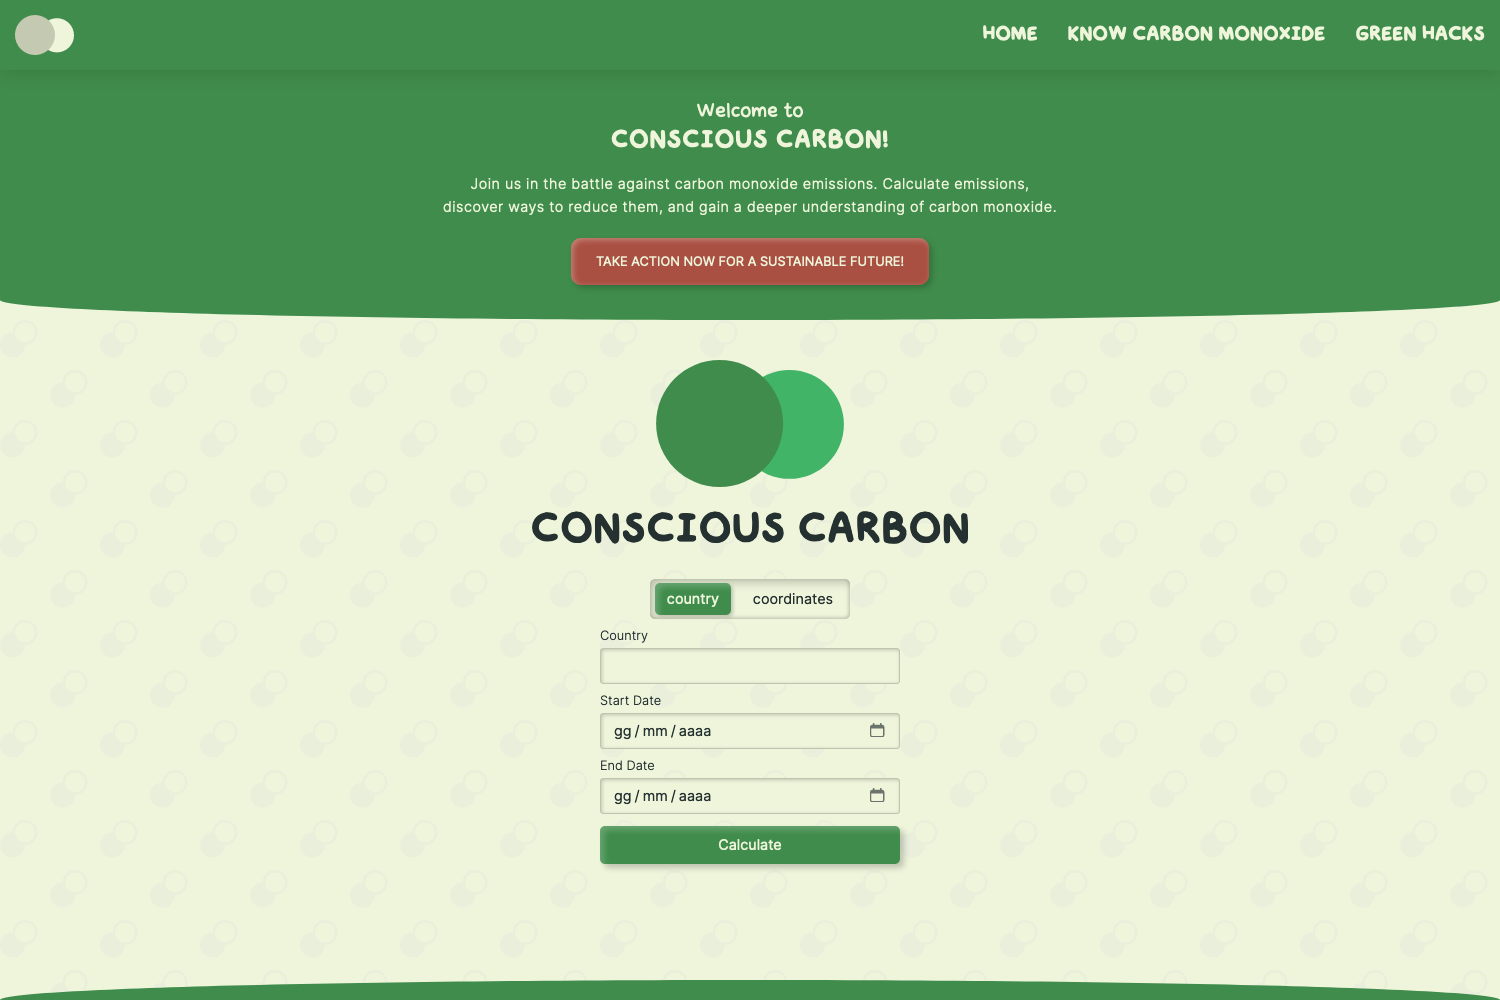 HOME KNOW CARBON MONOXIDE GREEN HACKS
Welcome to
CONSCIOUS CARBON!
Join us in the battle against carbon monoxide emissions. Calculate emissions,
discover ways to reduce them, and gain a deeper understanding of carbon monoxide.
TAKE ACTION NOW FOR A SUSTAINABLE FUTURE!
CONSCIOUS CARBON
country coordinates
Country
Start Date
gg/mm/aaaa
End Date
gg/mm/aaaa
Calculate